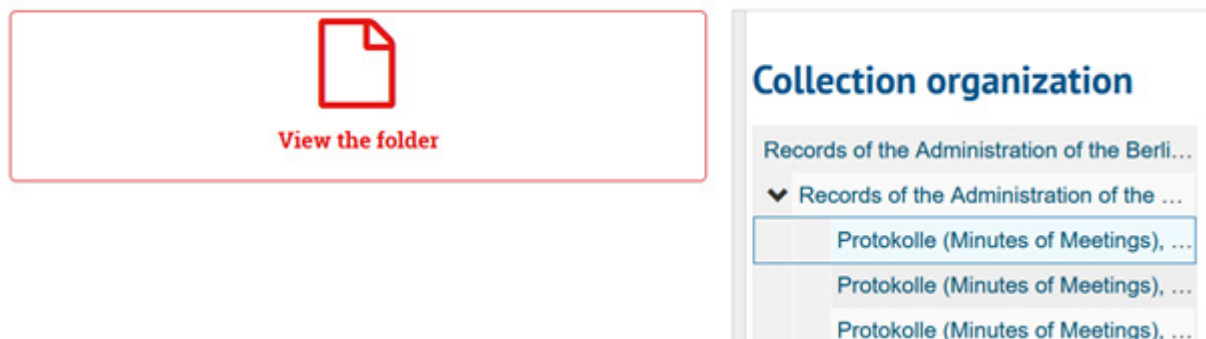 View the folder
Collection organization
Records of the Administration of the Berli...
Records of the Administration of the ...
Protokolle (Minutes of Meetings), ...
Protokolle (Minutes of Meetings), ...
Protokolle (Minutes of Meetings), ...